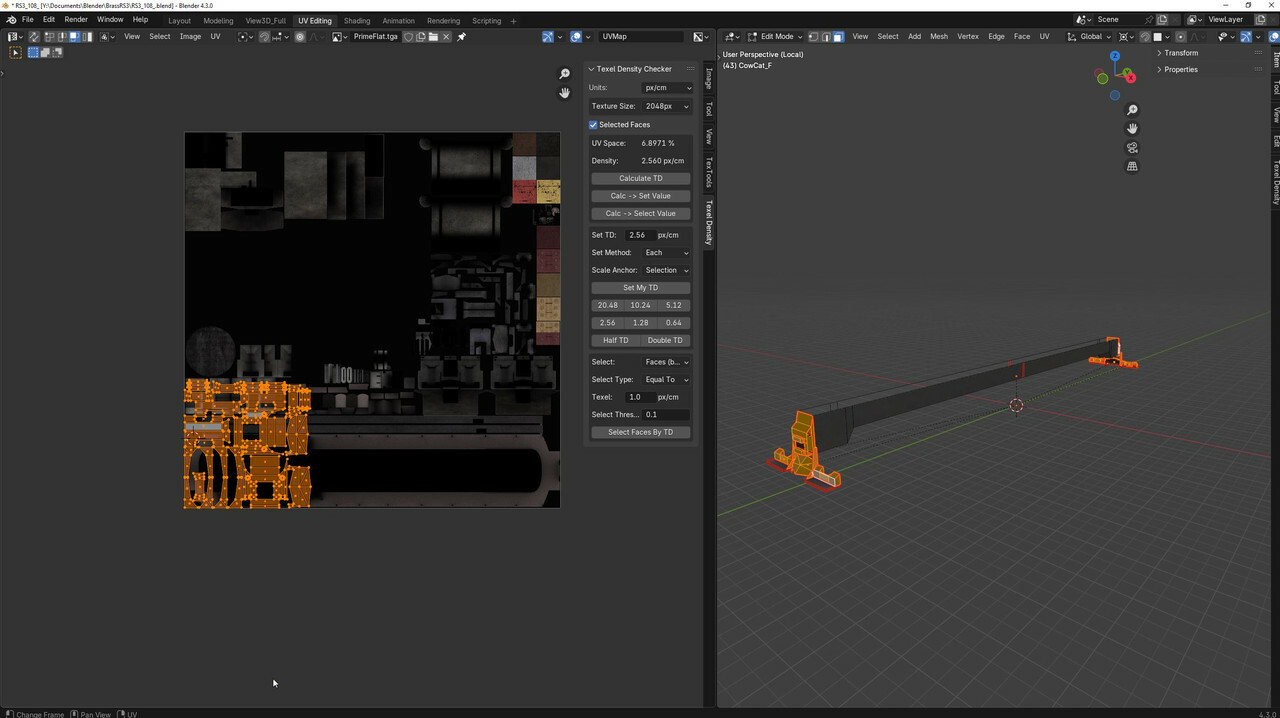 * RS3_108_ [Y:\Documents\Blender\BrassRS3\RS3_108_.blend] - Blender 4.3.0
File Edit Render Window Help Layout Modeling View3D_Full UV Editing Shading Animation Rendering Scripting + Scene ViewLayer
View Select Image UV PrimeFlat.tga UVMap Edit Mode View Select Add Mesh Vertex Edge Face UV Global
User Perspective (Local)
(43) CowCat_F
Transform
Properties
Z
Y
X
Item
Tool
View
Edit
Texel Density
Texel Density Checker
Units: px/cm
Texture Size: 2048px
Selected Faces
UV Space: 6.8971 %
Density: 2.560 px/cm
Calculate TD
Calc -> Set Value
Calc -> Select Value
Set TD: 2.56 px/cm
Set Method: Each
Scale Anchor: Selection
Set My TD
20.48 10.24 5.12
2.56 1.28 0.64
Half TD Double TD
Select: Faces (b...
Select Type: Equal To
Texel: 1.0 px/cm
Select Thres... 0.1
Select Faces By TD
Image
Tool
View
TexTools
Texel Density
Change Frame Pan View UV 4.3.0